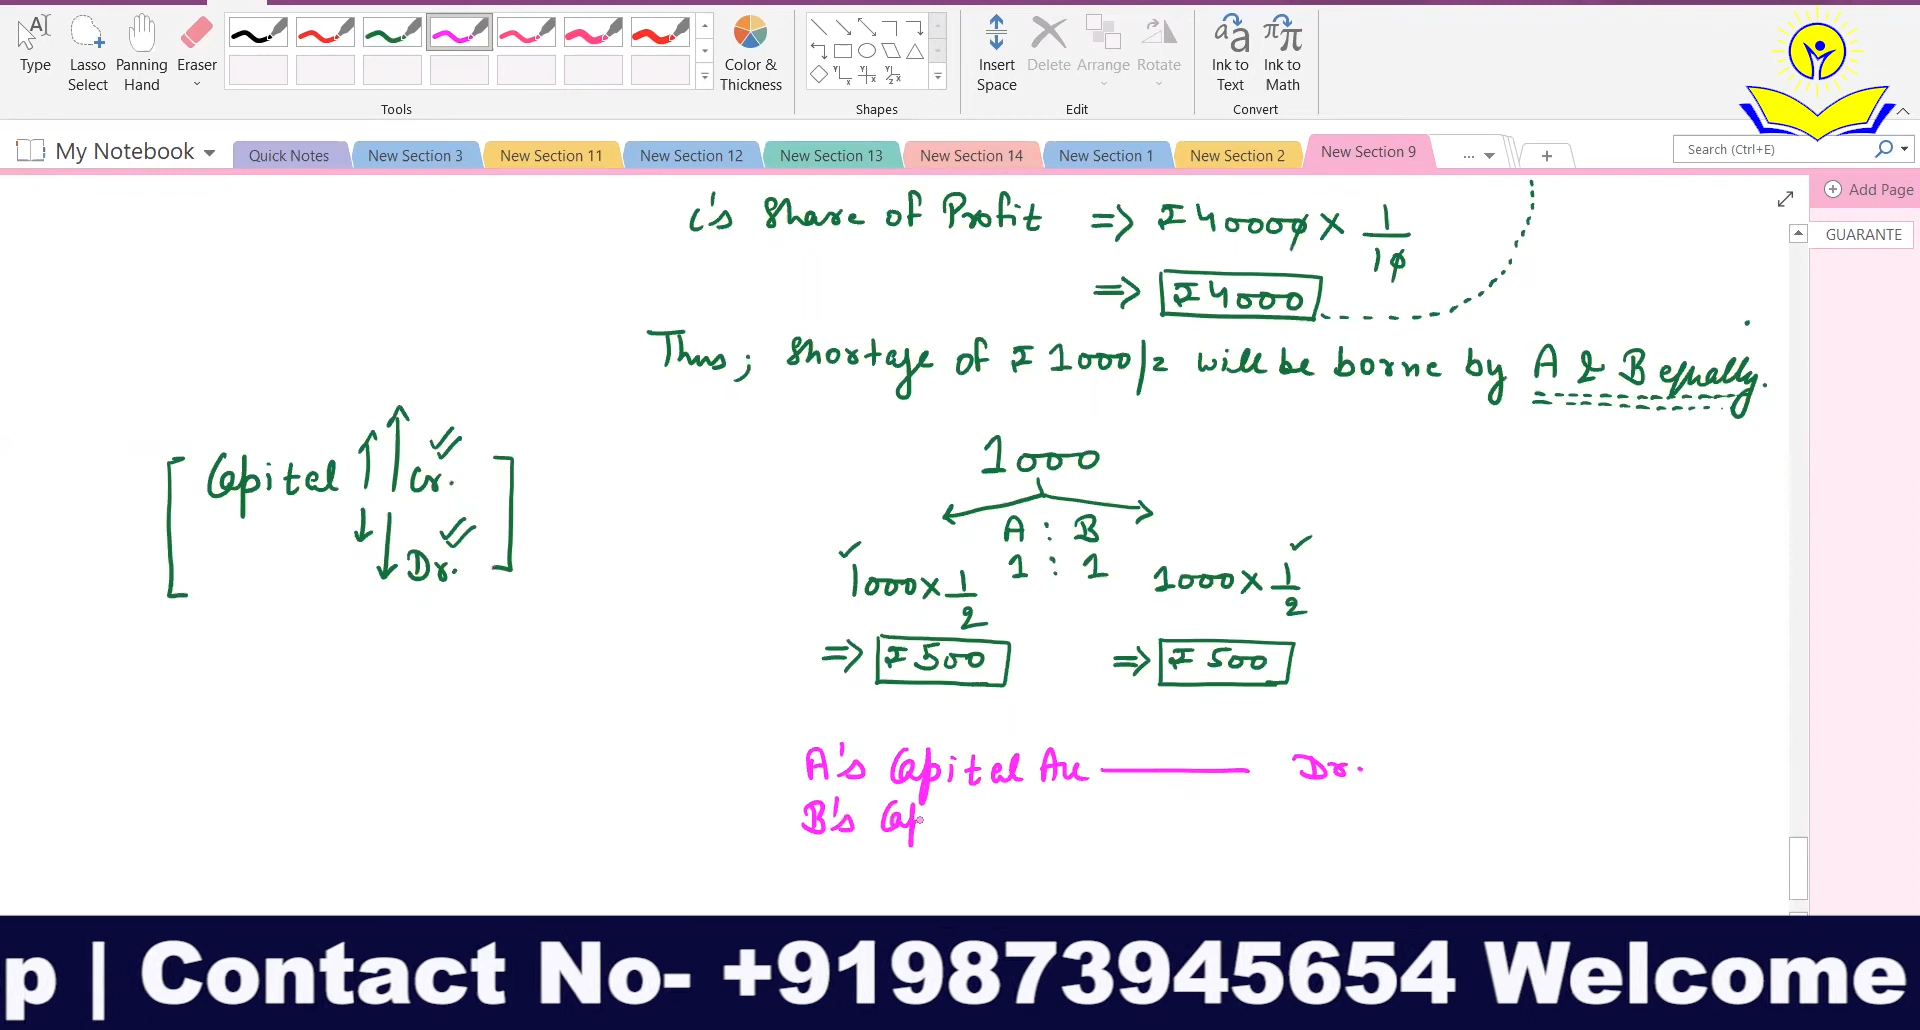 Type
Lasso Select
Panning Hand
Eraser
Color & Thickness
Insert Space
Delete
Arrange
Rotate
Ink to Text
Ink to Math
Tools
Shapes
Edit
Convert
My Notebook
Quick Notes
New Section 3
New Section 11
New Section 12
New Section 13
New Section 14
New Section 1
New Section 2
New Section 9
...
Search (Ctrl+E)
Add Page
GUARANTE
C's Share of Profit => ₹ 40000 × 1/10
=> ₹ 4000
Thus; Shortage of ₹ 1000/- will be borne by A & B equally.
[ Capital ↑ ↑ Cr. ✓✓
↓ ↓ Dr. ✓✓ ]
1000
A : B
1 : 1
✓ 1000 × 1/2
=> ₹ 500
1000 × 1/2 ✓
=> ₹ 500
A's Capital A/c ——— Dr.
B's Cap
p | Contact No- +919873945654 Welcome